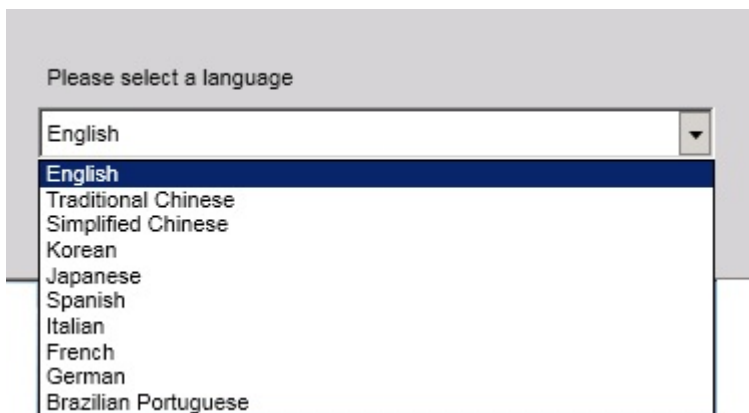 Please select a language
English
English
Traditional Chinese
Simplified Chinese
Korean
Japanese
Spanish
Italian
French
German
Brazilian Portuguese